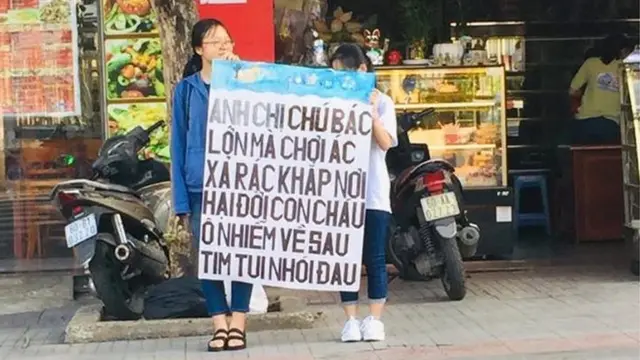 ANH CHỊ CHÚ BÁC
LỚN MÀ CHƠI ÁC
XẢ RÁC KHẮP NƠI
HẠI ĐỜI CON CHÁU
Ô NHIỄM VỀ SAU
TIM TUI NHÓI ĐAU